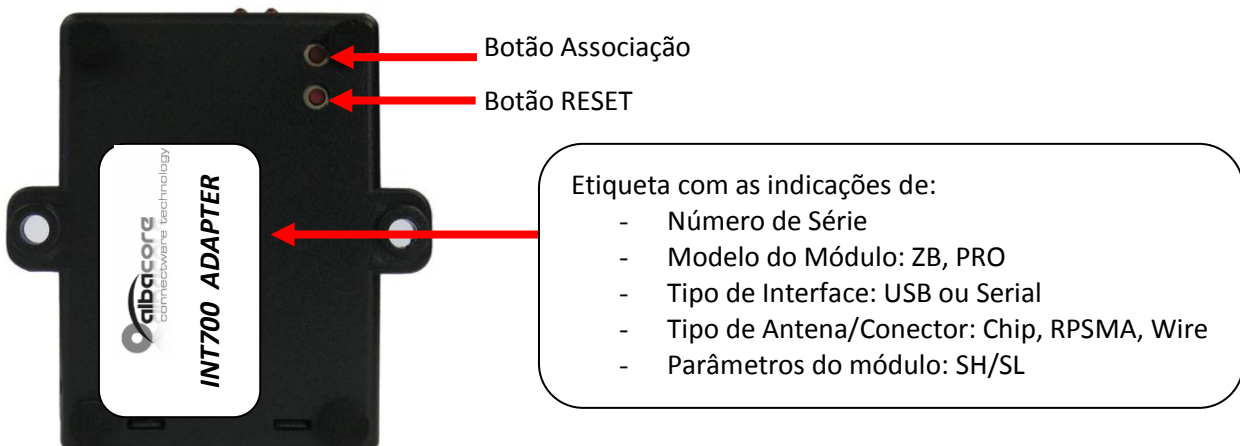 Botão Associação
Botão RESET
albacore
connectware technology
INT700 ADAPTER
Etiqueta com as indicações de:
- Número de Série
- Modelo do Módulo: ZB, PRO
- Tipo de Interface: USB ou Serial
- Tipo de Antena/Conector: Chip, RPSMA, Wire
- Parâmetros do módulo: SH/SL